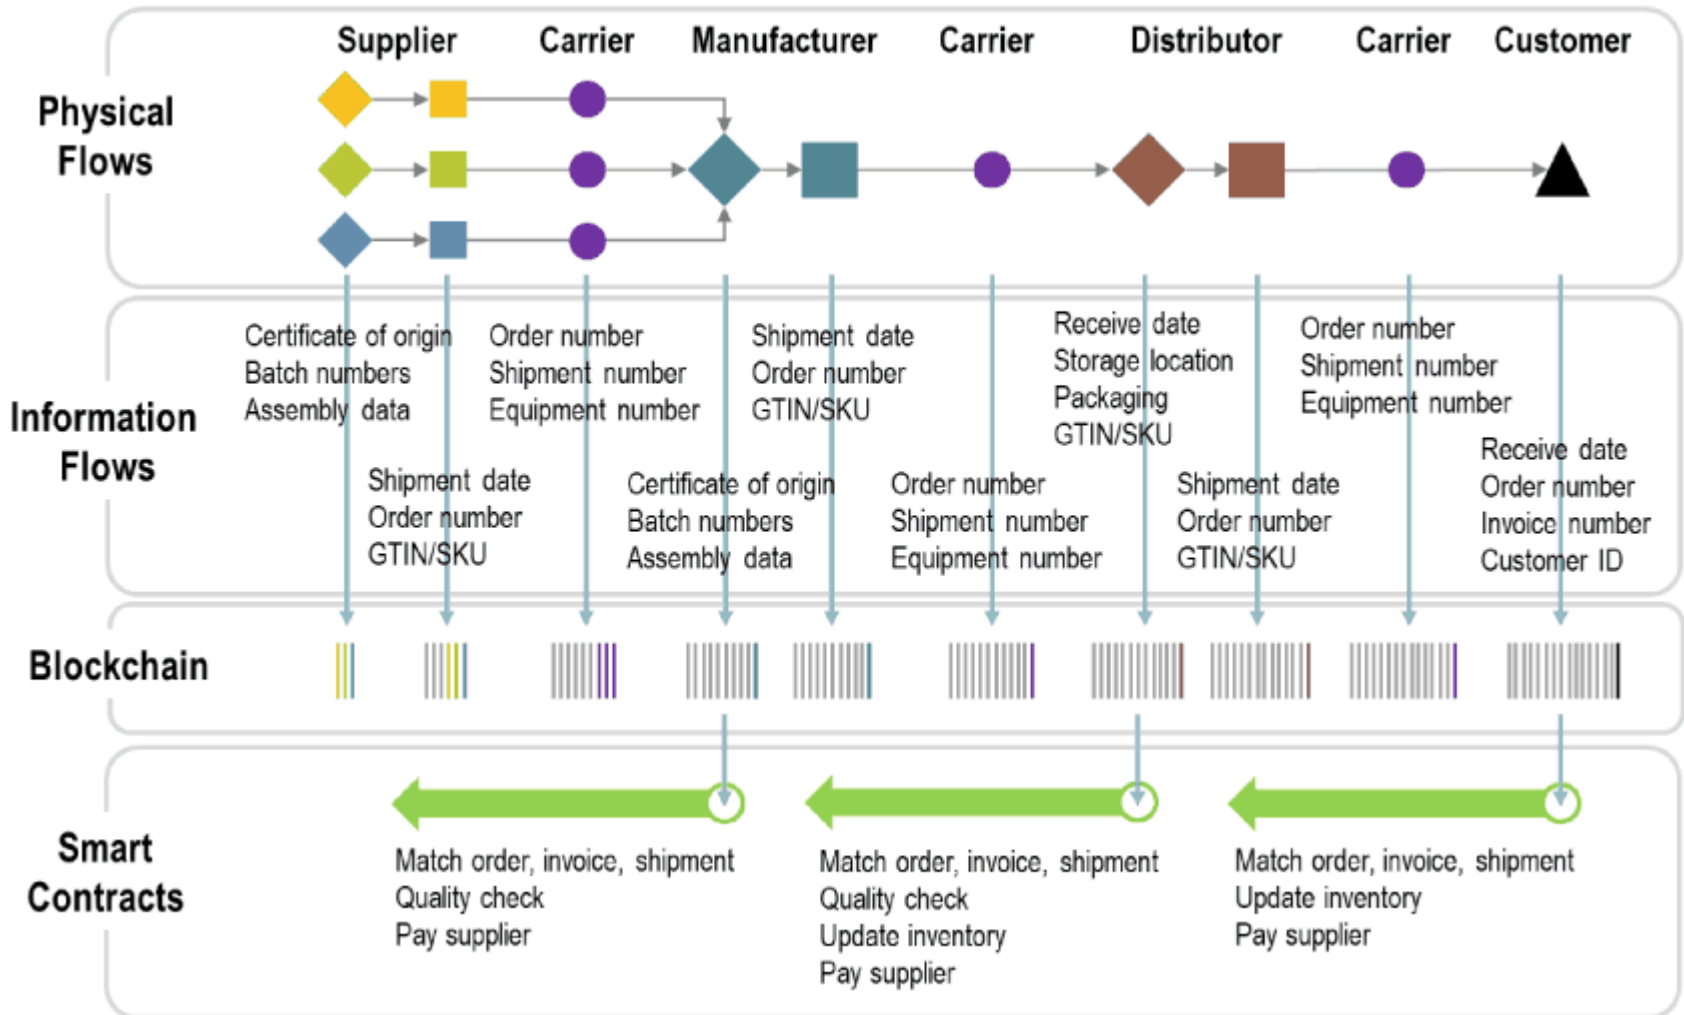 Supplier
Carrier
Manufacturer
Carrier
Distributor
Carrier
Customer
Physical
Flows
Information
Flows
Certificate of origin
Batch numbers
Assembly data
Shipment date
Order number
GTIN/SKU
Order number
Shipment number
Equipment number
Certificate of origin
Batch numbers
Assembly data
Shipment date
Order number
GTIN/SKU
Order number
Shipment number
Equipment number
Receive date
Storage location
Packaging
GTIN/SKU
Shipment date
Order number
GTIN/SKU
Order number
Shipment number
Equipment number
Receive date
Order number
Invoice number
Customer ID
Blockchain
Smart
Contracts
Match order, invoice, shipment
Quality check
Pay supplier
Match order, invoice, shipment
Quality check
Update inventory
Pay supplier
Match order, invoice, shipment
Update inventory
Pay supplier